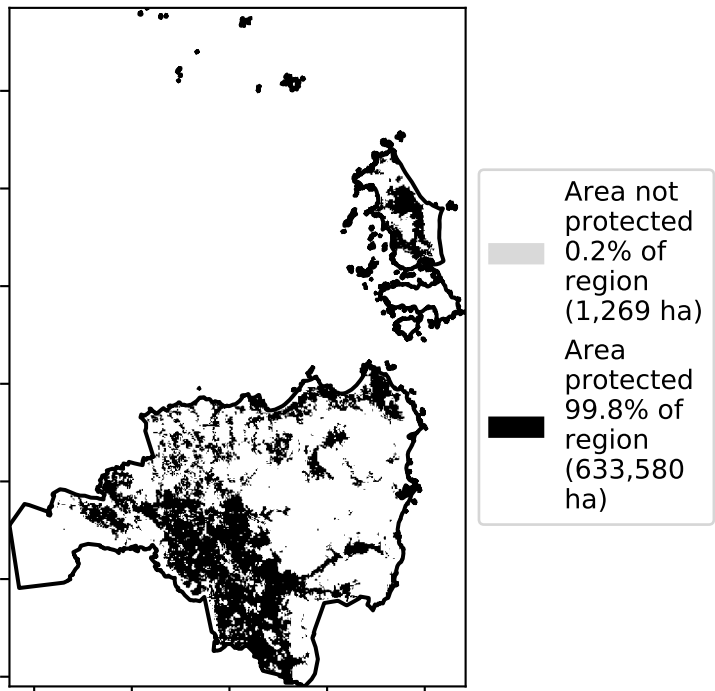 Area not
protected
0.2% of
region
(1,269 ha)
Area
protected
99.8% of
region
(633,580
ha)